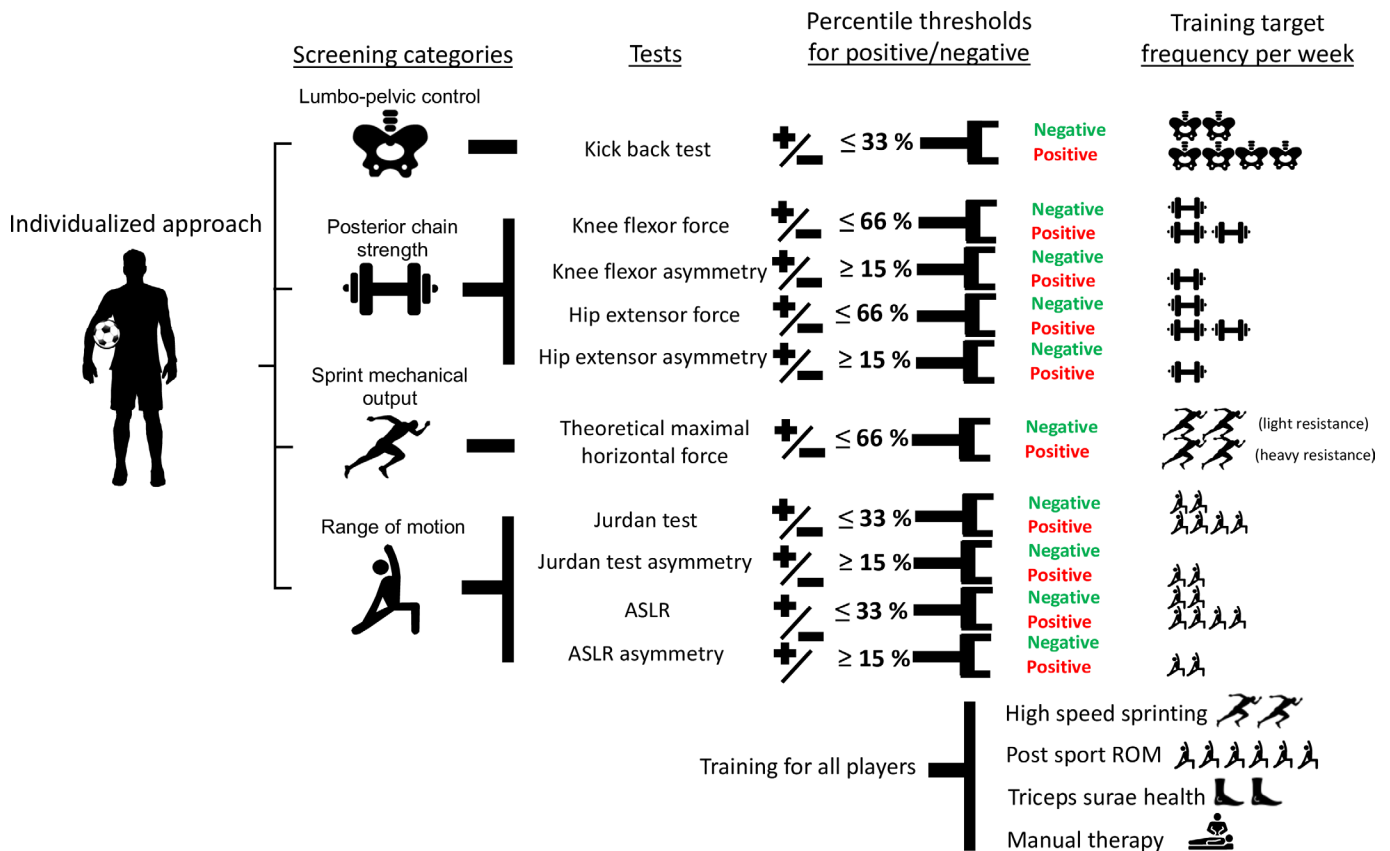 Screening categories
Tests
Percentile thresholds
for positive/negative
Training target
frequency per week
Individualized approach
Lumbo-pelvic control
Kick back test
≤ 33 %
Negative
Positive
Posterior chain
strength
Knee flexor force
≤ 66 %
Negative
Positive
Knee flexor asymmetry
≥ 15 %
Negative
Positive
Hip extensor force
≤ 66 %
Negative
Positive
Hip extensor asymmetry
≥ 15 %
Negative
Positive
Sprint mechanical
output
Theoretical maximal
horizontal force
≤ 66 %
Negative
Positive
(light resistance)
(heavy resistance)
Range of motion
Jurdan test
≤ 33 %
Negative
Positive
Jurdan test asymmetry
≥ 15 %
Negative
Positive
ASLR
≤ 33 %
Negative
Positive
ASLR asymmetry
≥ 15 %
Negative
Positive
Training for all players
High speed sprinting
Post sport ROM
Triceps surae health
Manual therapy